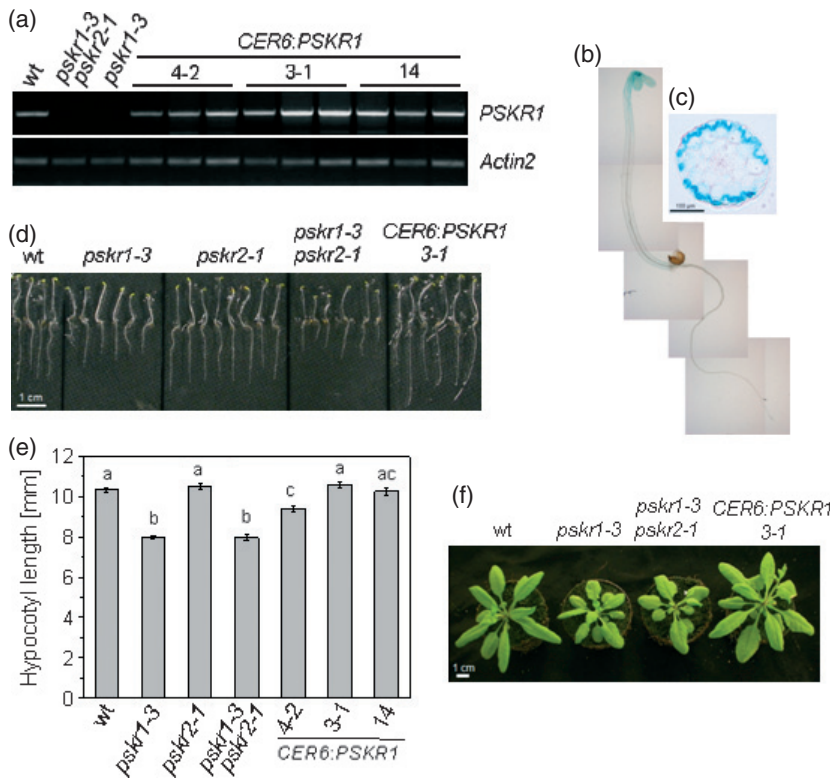 (a)
wt
pskr1-3
pskr2-1
pskr1-3
CER6:PSKR1
4-2
3-1
14
PSKR1
Actin2
(b)
(c)
100 µm
(d)
wt
pskr1-3
pskr2-1
pskr1-3
pskr2-1
CER6:PSKR1
3-1
1 cm
(e)
Hypocotyl length [mm]
12
10
8
6
4
2
0
a
b
a
b
c
a
ac
wt
pskr1-3
pskr2-1
pskr1-3
pskr2-1
4-2
3-1
14
CER6:PSKR1
(f)
wt
pskr1-3
pskr1-3
pskr2-1
CER6:PSKR1
3-1
1 cm